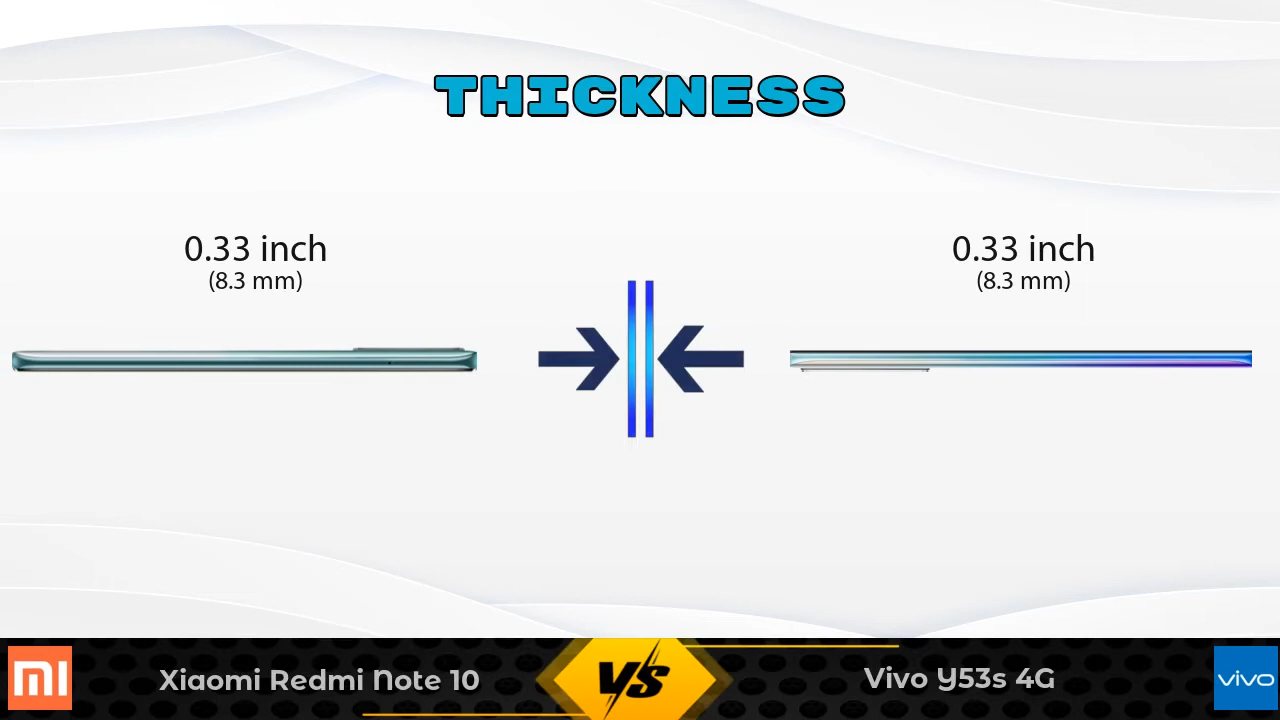 THICKNESS
0.33 inch
(8.3 mm)
0.33 inch
(8.3 mm)
MI
Xiaomi Redmi Note 10
VS
Vivo Y53s 4G
vivo